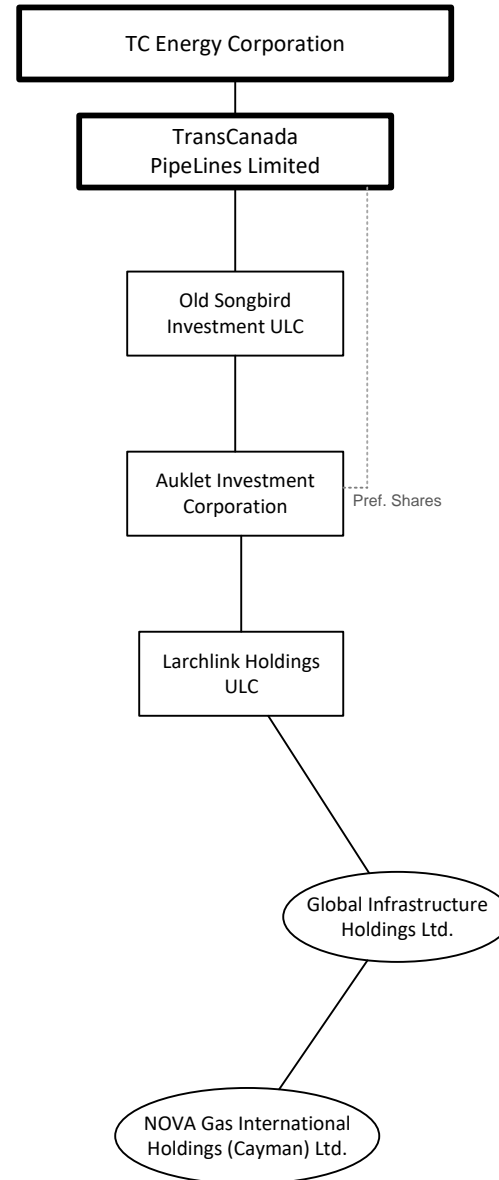 TC Energy Corporation
TransCanada
PipeLines Limited
Old Songbird
Investment ULC
Auklet Investment
Corporation
Pref. Shares
Larchlink Holdings
ULC
Global Infrastructure
Holdings Ltd.
NOVA Gas International
Holdings (Cayman) Ltd.